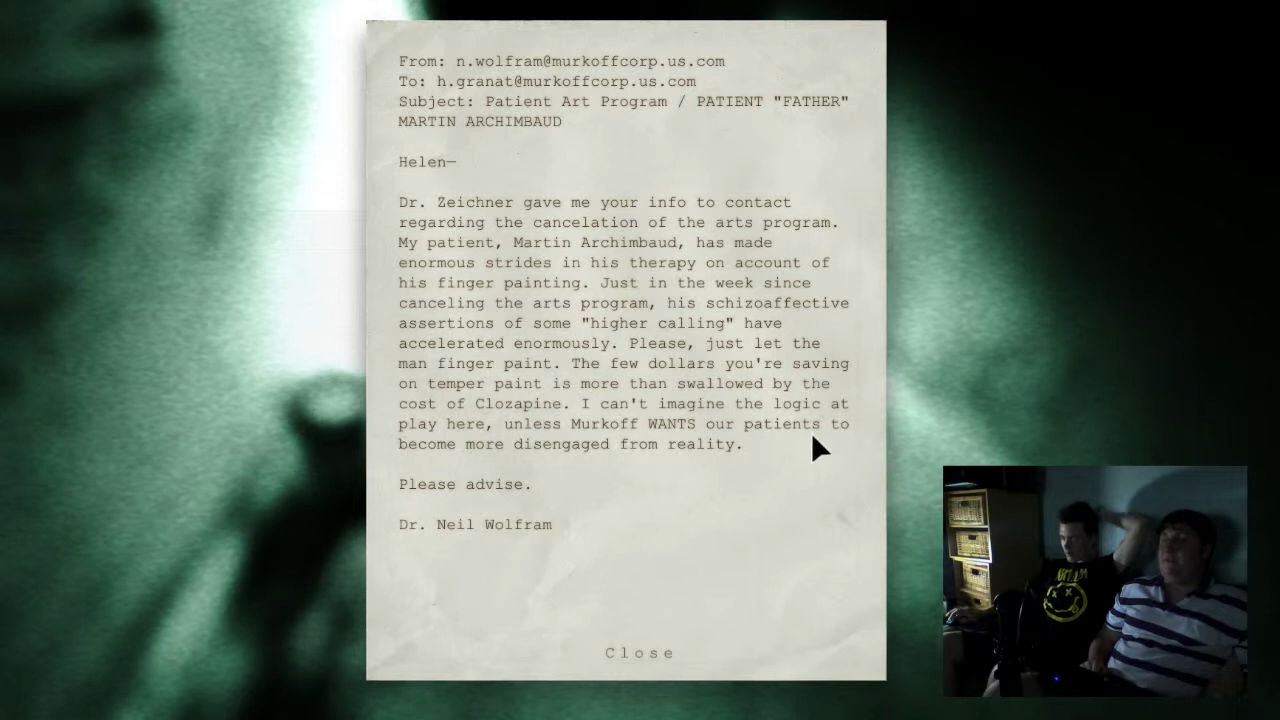 From: n.wolfram@murkoffcorp.us.com
To: h.granat@murkoffcorp.us.com
Subject: Patient Art Program / PATIENT "FATHER"
MARTIN ARCHIMBAUD
Helen—
Dr. Zeichner gave me your info to contact
regarding the cancelation of the arts program.
My patient, Martin Archimbaud, has made
enormous strides in his therapy on account of
his finger painting. Just in the week since
canceling the arts program, his schizoaffective
assertions of some "higher calling" have
accelerated enormously. Please, just let the
man finger paint. The few dollars you're saving
on temper paint is more than swallowed by the
cost of Clozapine. I can't imagine the logic at
play here, unless Murkoff WANTS our patients to
become more disengaged from reality.
Please advise.
Dr. Neil Wolfram
Close